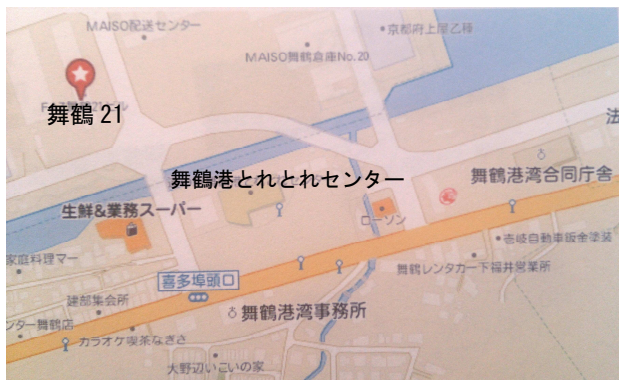 MAISO配送センター
京都府上屋乙種
MAISO舞鶴倉庫No.20
舞鶴 21
法
舞鶴港とれとれセンター
舞鶴港湾合同庁舎
生鮮&業務スーパー
ローソン
壱岐自動車鈑金塗装
家庭料理マー
舞鶴レンタカー下福井営業所
喜多埠頭口
建部集会所
舞鶴港湾事務所
ンター舞鶴店
カラオケ喫茶なぎさ
大野辺いこいの家